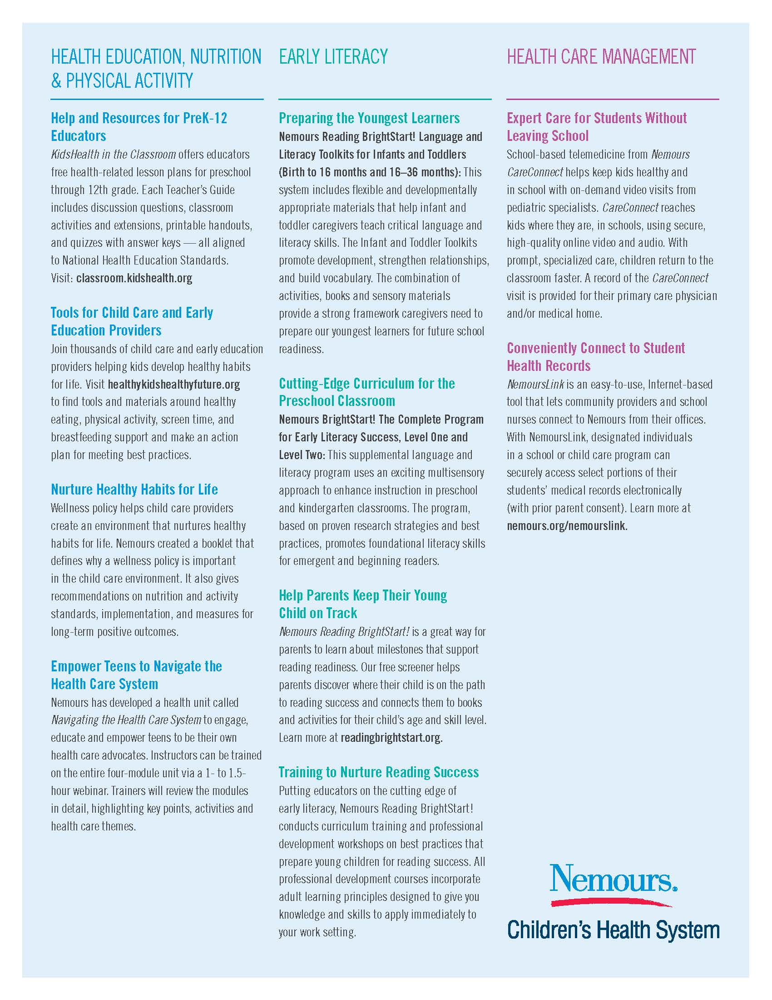 HEALTH EDUCATION, NUTRITION
& PHYSICAL ACTIVITY
Help and Resources for PreK-12
Educators
KidsHealth in the Classroom offers educators
free health-related lesson plans for preschool
through 12th grade. Each Teacher’s Guide
includes discussion questions, classroom
activities and extensions, printable handouts,
and quizzes with answer keys — all aligned
to National Health Education Standards.
Visit: classroom.kidshealth.org
Tools for Child Care and Early
Education Providers
Join thousands of child care and early education
providers helping kids develop healthy habits
for life. Visit healthykidshealthyfuture.org
to find tools and materials around healthy
eating, physical activity, screen time, and
breastfeeding support and make an action
plan for meeting best practices.
Nurture Healthy Habits for Life
Wellness policy helps child care providers
create an environment that nurtures healthy
habits for life. Nemours created a booklet that
defines why a wellness policy is important
in the child care environment. It also gives
recommendations on nutrition and activity
standards, implementation, and measures for
long-term positive outcomes.
Empower Teens to Navigate the
Health Care System
Nemours has developed a health unit called
Navigating the Health Care System to engage,
educate and empower teens to be their own
health care advocates. Instructors can be trained
on the entire four-module unit via a 1- to 1.5-
hour webinar. Trainers will review the modules
in detail, highlighting key points, activities and
health care themes.
EARLY LITERACY
Preparing the Youngest Learners
Nemours Reading BrightStart! Language and
Literacy Toolkits for Infants and Toddlers
(Birth to 16 months and 16–36 months): This
system includes flexible and developmentally
appropriate materials that help infant and
toddler caregivers teach critical language and
literacy skills. The Infant and Toddler Toolkits
promote development, strengthen relationships,
and build vocabulary. The combination of
activities, books and sensory materials
provide a strong framework caregivers need to
prepare our youngest learners for future school
readiness.
Cutting-Edge Curriculum for the
Preschool Classroom
Nemours BrightStart! The Complete Program
for Early Literacy Success, Level One and
Level Two: This supplemental language and
literacy program uses an exciting multisensory
approach to enhance instruction in preschool
and kindergarten classrooms. The program,
based on proven research strategies and best
practices, promotes foundational literacy skills
for emergent and beginning readers.
Help Parents Keep Their Young
Child on Track
Nemours Reading BrightStart! is a great way for
parents to learn about milestones that support
reading readiness. Our free screener helps
parents discover where their child is on the path
to reading success and connects them to books
and activities for their child’s age and skill level.
Learn more at readingbrightstart.org.
Training to Nurture Reading Success
Putting educators on the cutting edge of
early literacy, Nemours Reading BrightStart!
conducts curriculum training and professional
development workshops on best practices that
prepare young children for reading success. All
professional development courses incorporate
adult learning principles designed to give you
knowledge and skills to apply immediately to
your work setting.
HEALTH CARE MANAGEMENT
Expert Care for Students Without
Leaving School
School-based telemedicine from Nemours
CareConnect helps keep kids healthy and
in school with on-demand video visits from
pediatric specialists. CareConnect reaches
kids where they are, in schools, using secure,
high-quality online video and audio. With
prompt, specialized care, children return to the
classroom faster. A record of the CareConnect
visit is provided for their primary care physician
and/or medical home.
Conveniently Connect to Student
Health Records
NemoursLink is an easy-to-use, Internet-based
tool that lets community providers and school
nurses connect to Nemours from their offices.
With NemoursLink, designated individuals
in a school or child care program can
securely access select portions of their
students’ medical records electronically
(with prior parent consent). Learn more at
nemours.org/nemourslink.
Nemours.
Children’s Health System